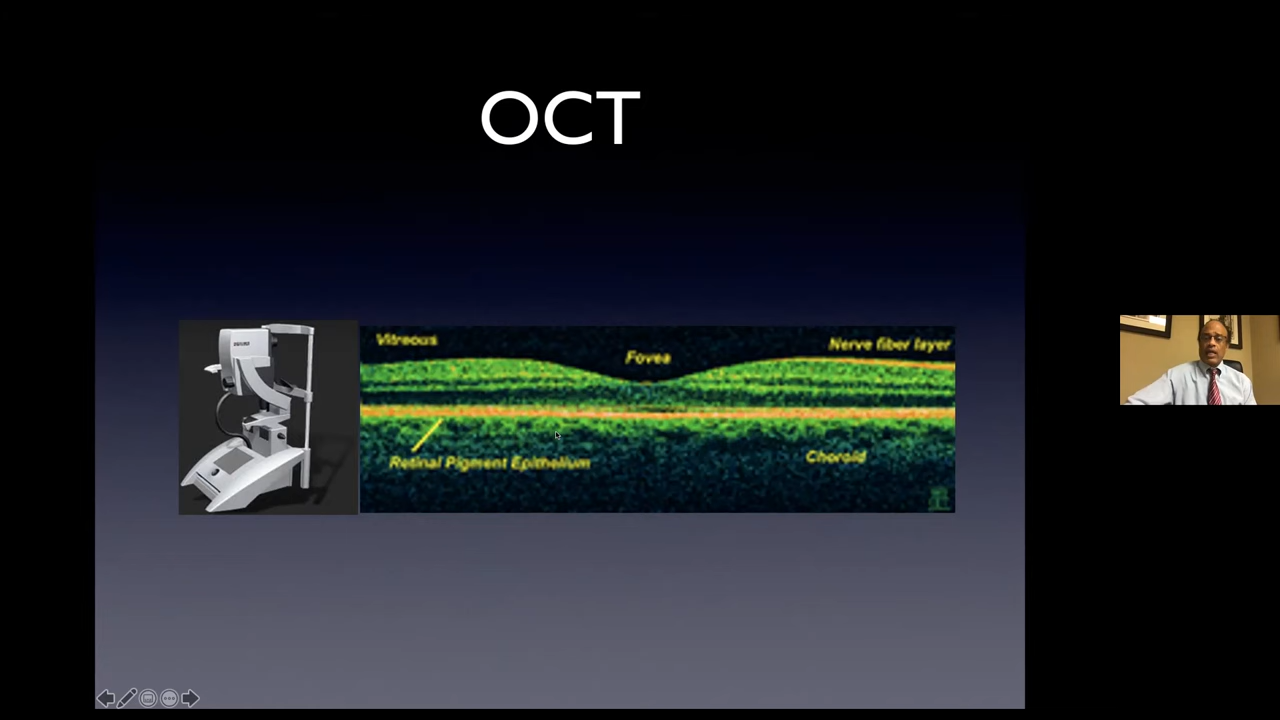 OCT
Vitreous
Fovea
Nerve fiber layer
Retinal Pigment Epithelium
Choroid